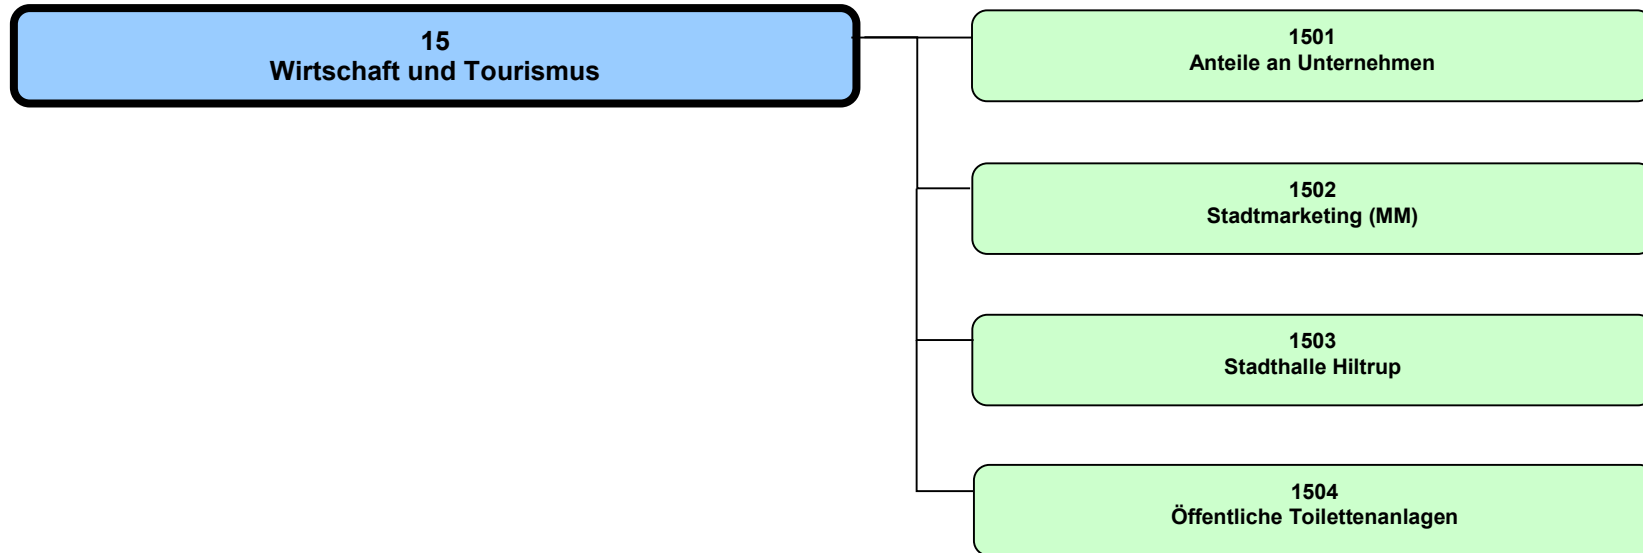 15
Wirtschaft und Tourismus
1501
Anteile an Unternehmen
1502
Stadtmarketing (MM)
1503
Stadthalle Hiltrup
1504
Öffentliche Toilettenanlagen